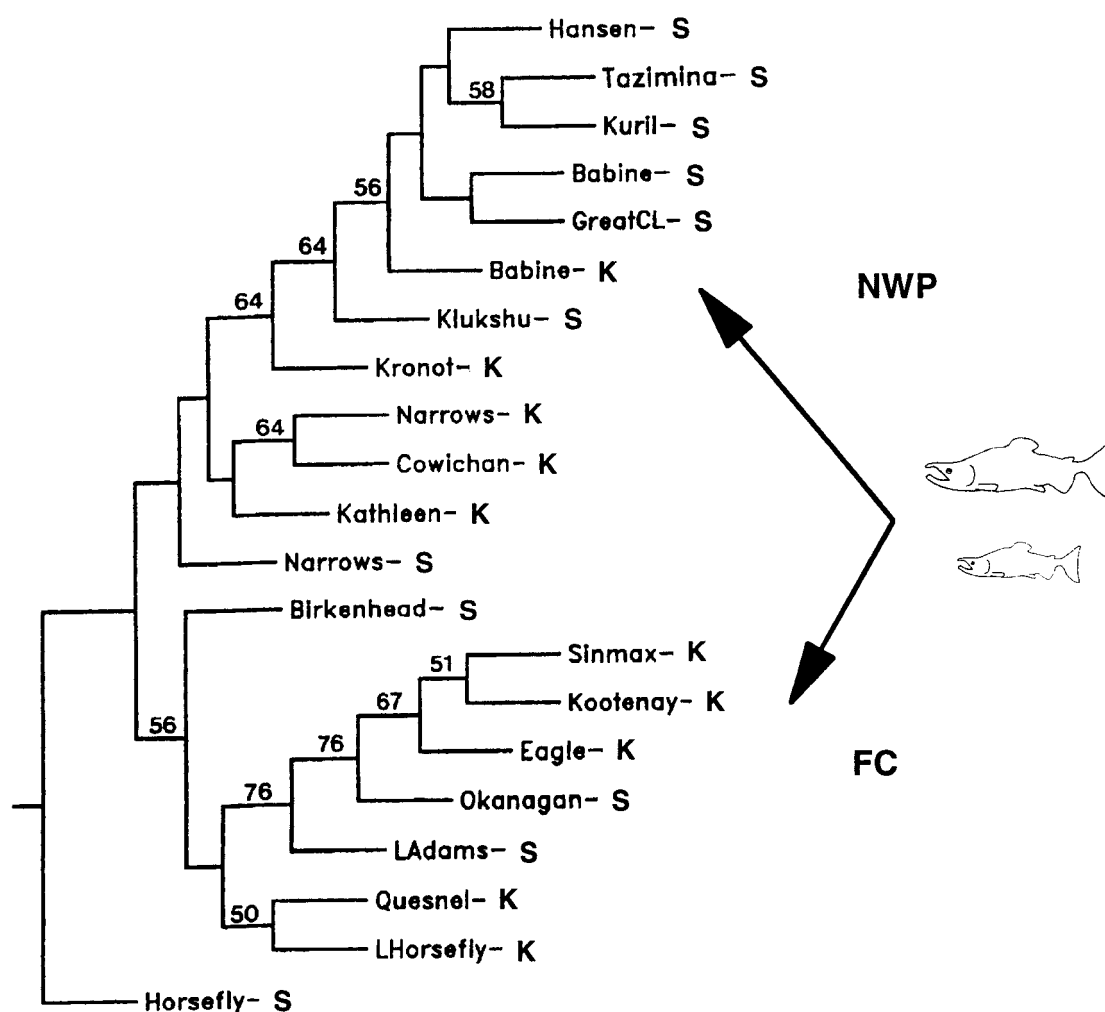 Hansen- S
58
Tazimina- S
Kuril- S
Babine- S
56
GreatCL- S
64
Babine- K
NWP
64
Klukshu- S
Kronot- K
Narrows- K
64
Cowichan- K
Kathleen- K
Narrows- S
Birkenhead- S
Sinmax- K
51
Kootenay- K
67
56
76
Eagle- K
FC
76
Okanagan- S
LAdams- S
Quesnel- K
50
LHorsefly- K
Horsefly- S